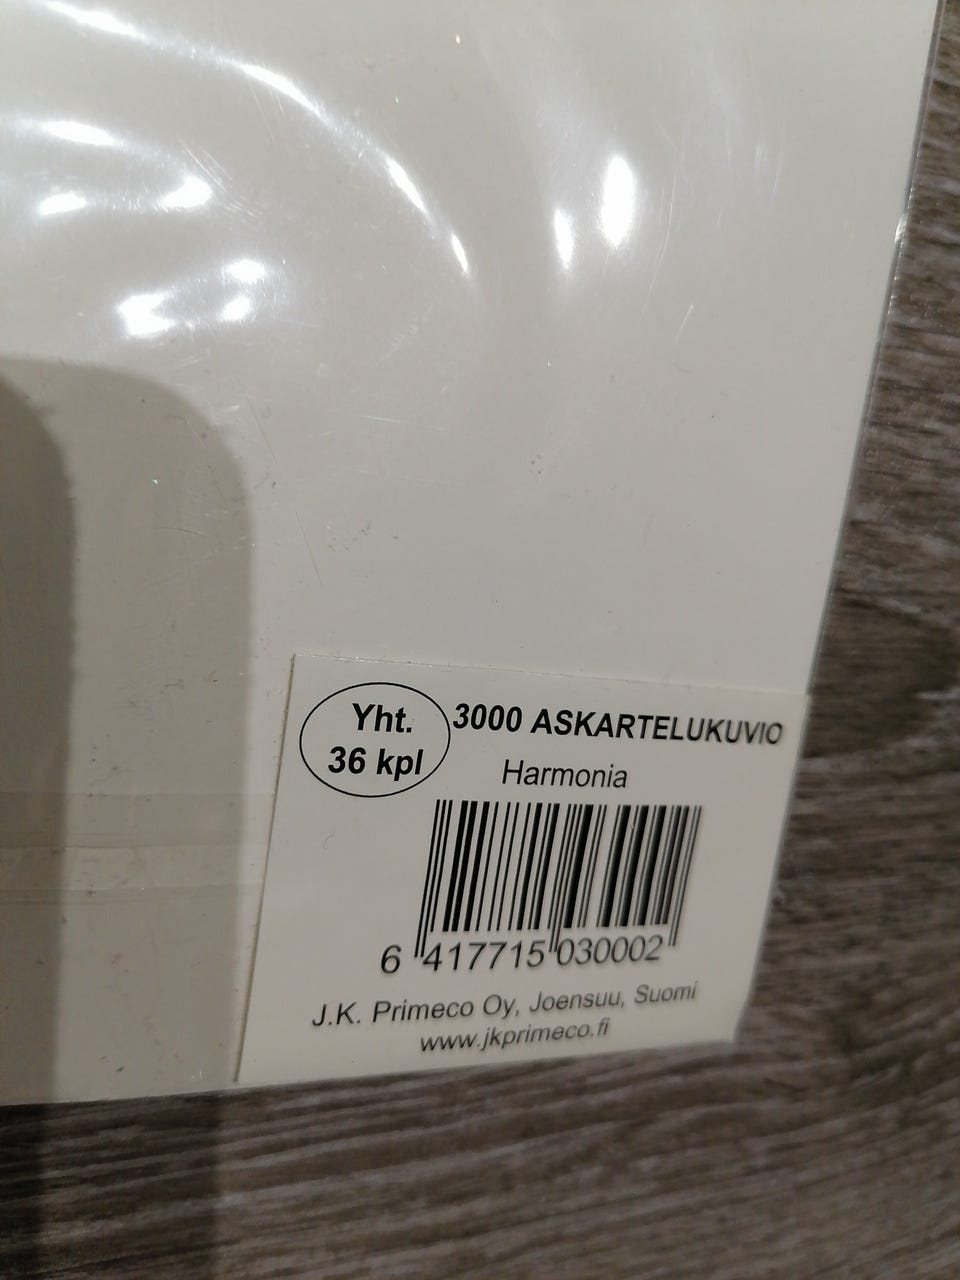 Yht.
36 kpl
3000 ASKARTELUKUVIO
Harmonia
6 417715 030002
J.K. Primeco Oy, Joensuu, Suomi
www.jkprimeco.fi